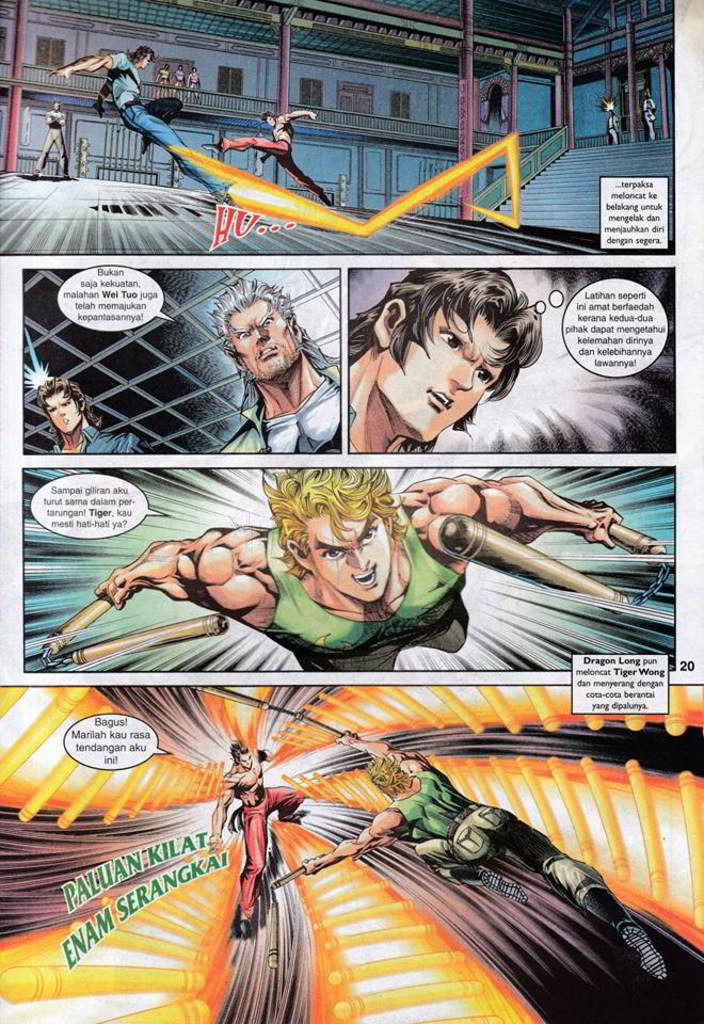 HU...
...terpaksa
meloncat ke
belakang untuk
mengelak dan
menjauhkan diri
dengan segera.
Bukan
saja kekuatan,
malahan Wei Tuo juga
telah memajukan
kepantasannya!
Latihan seperti
ini amat berfaedah
kerana kedua-dua
pihak dapat mengetahui
kelemahan dirinya
dan kelebihannya
lawannya!
Sampai giliran aku
turut sama dalam per-
tarungan! Tiger, kau
mesti hati-hati ya?
Dragon Long pun
meloncat Tiger Wong
dan menyerang dengan
cota-cota berantai
yang dipalunya.
20
Bagus!
Marilah kau rasa
tendangan aku
ini!
PALUAN KILAT
ENAM SERANGKAI